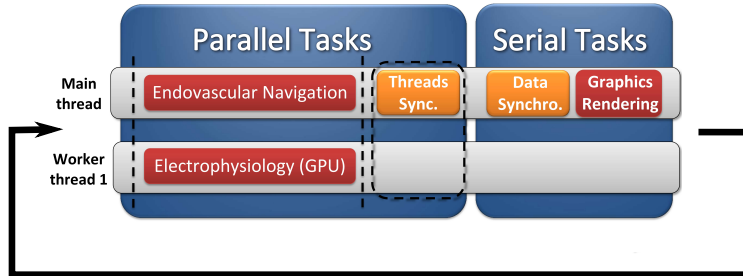 Parallel Tasks
Serial Tasks
Main
thread
Endovascular Navigation
Threads
Sync.
Data
Synchro.
Graphics
Rendering
Worker
thread 1
Electrophysiology (GPU)